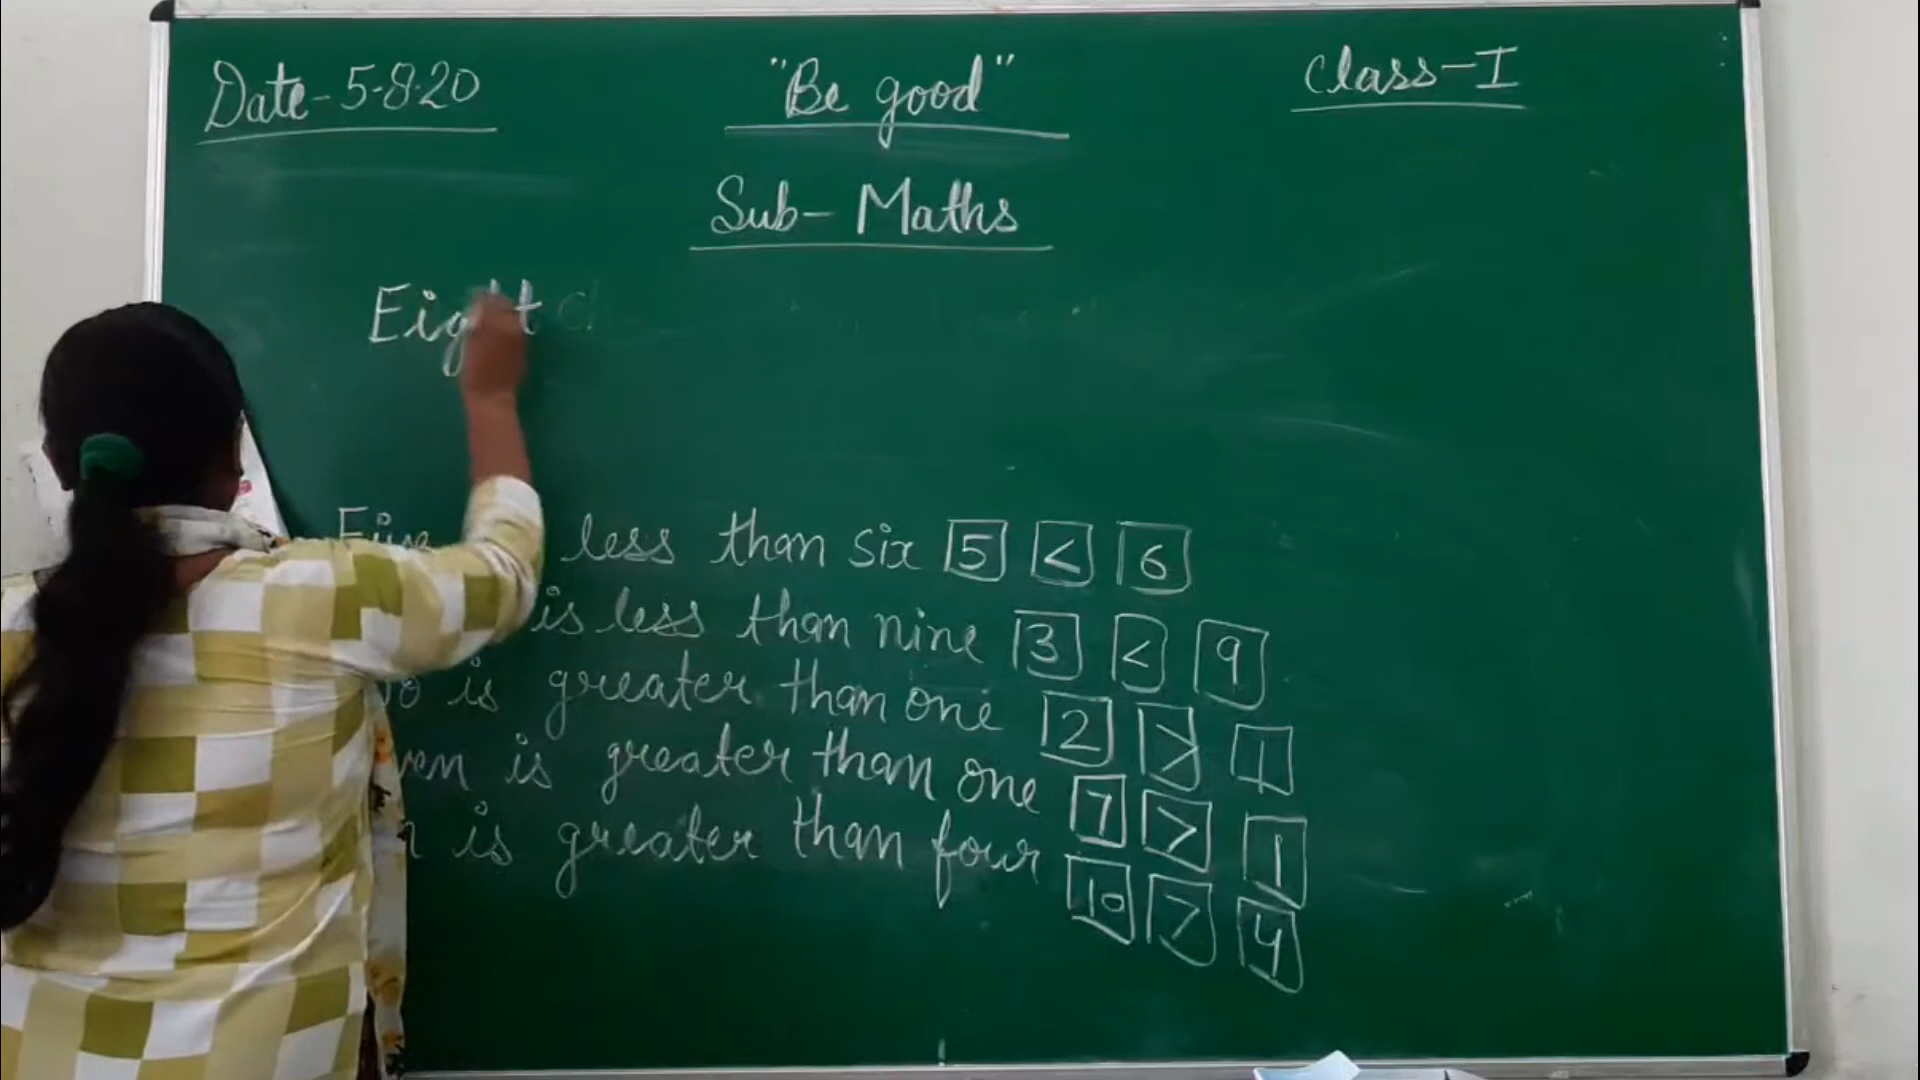 Date-5-8-20 "Be good" Class-I
Sub- Maths
Eight
Five less than six 5 < 6
is less than nine 3 < 9
is greater than one 2 > 1
is greater than one 7 > 1
is greater than four 10 > 4